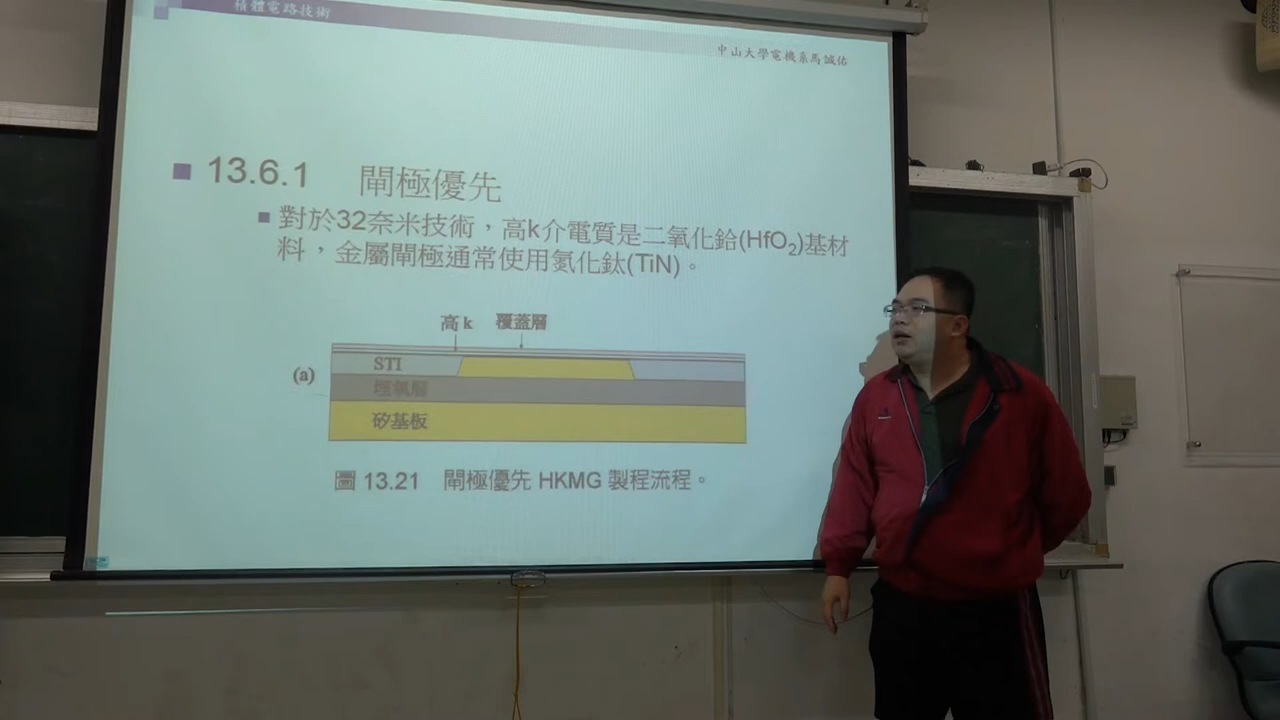 積體電路技術
中山大學電機系馬誠佑
13.6.1 閘極優先
對於32奈米技術，高k介電質是二氧化鉿(HfO2)基材
料，金屬閘極通常使用氮化鈦(TiN)。
高 k 覆蓋層
(a)
STI
埋氧層
矽基板
圖 13.21 閘極優先 HKMG 製程流程。